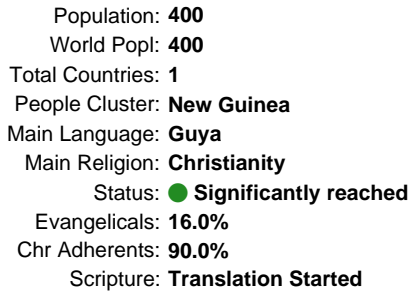 Population: 400
World Popl: 400
Total Countries: 1
People Cluster: New Guinea
Main Language: Guya
Main Religion: Christianity
Status: Significantly reached
Evangelicals: 16.0%
Chr Adherents: 90.0%
Scripture: Translation Started